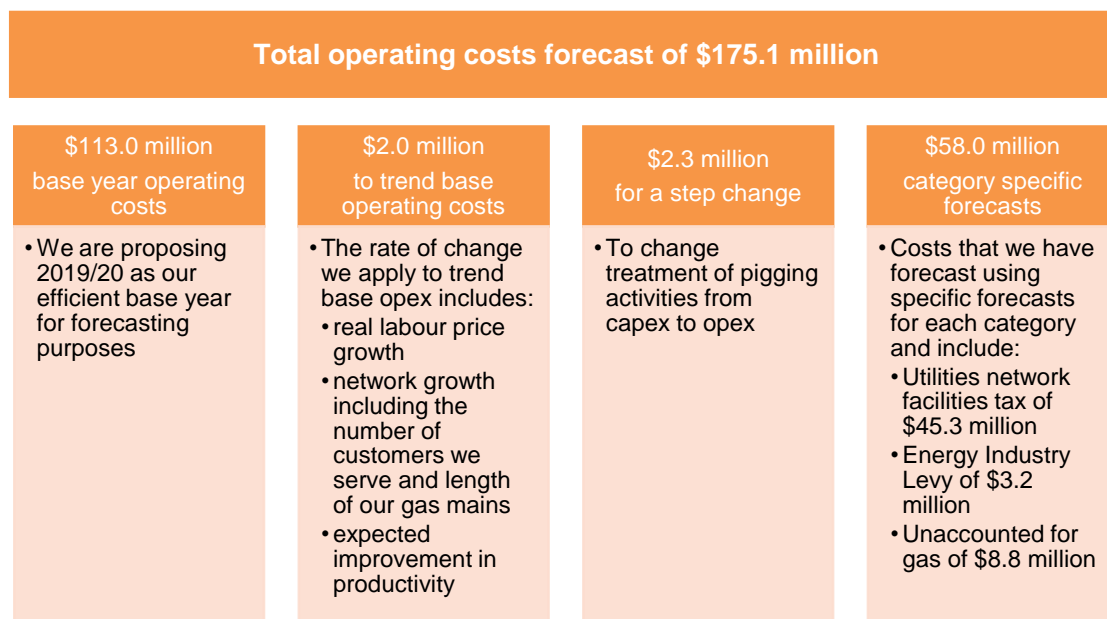 Total operating costs forecast of $175.1 million
$113.0 million
base year operating
costs
• We are proposing
2019/20 as our
efficient base year
for forecasting
purposes
$2.0 million
to trend base
operating costs
• The rate of change
we apply to trend
base opex includes:
• real labour price
growth
• network growth
including the
number of
customers we
serve and length
of our gas mains
• expected
improvement in
productivity
$2.3 million
for a step change
• To change
treatment of pigging
activities from
capex to opex
$58.0 million
category specific
forecasts
• Costs that we have
forecast using
specific forecasts
for each category
and include:
• Utilities network
facilities tax of
$45.3 million
• Energy Industry
Levy of $3.2
million
• Unaccounted for
gas of $8.8 million